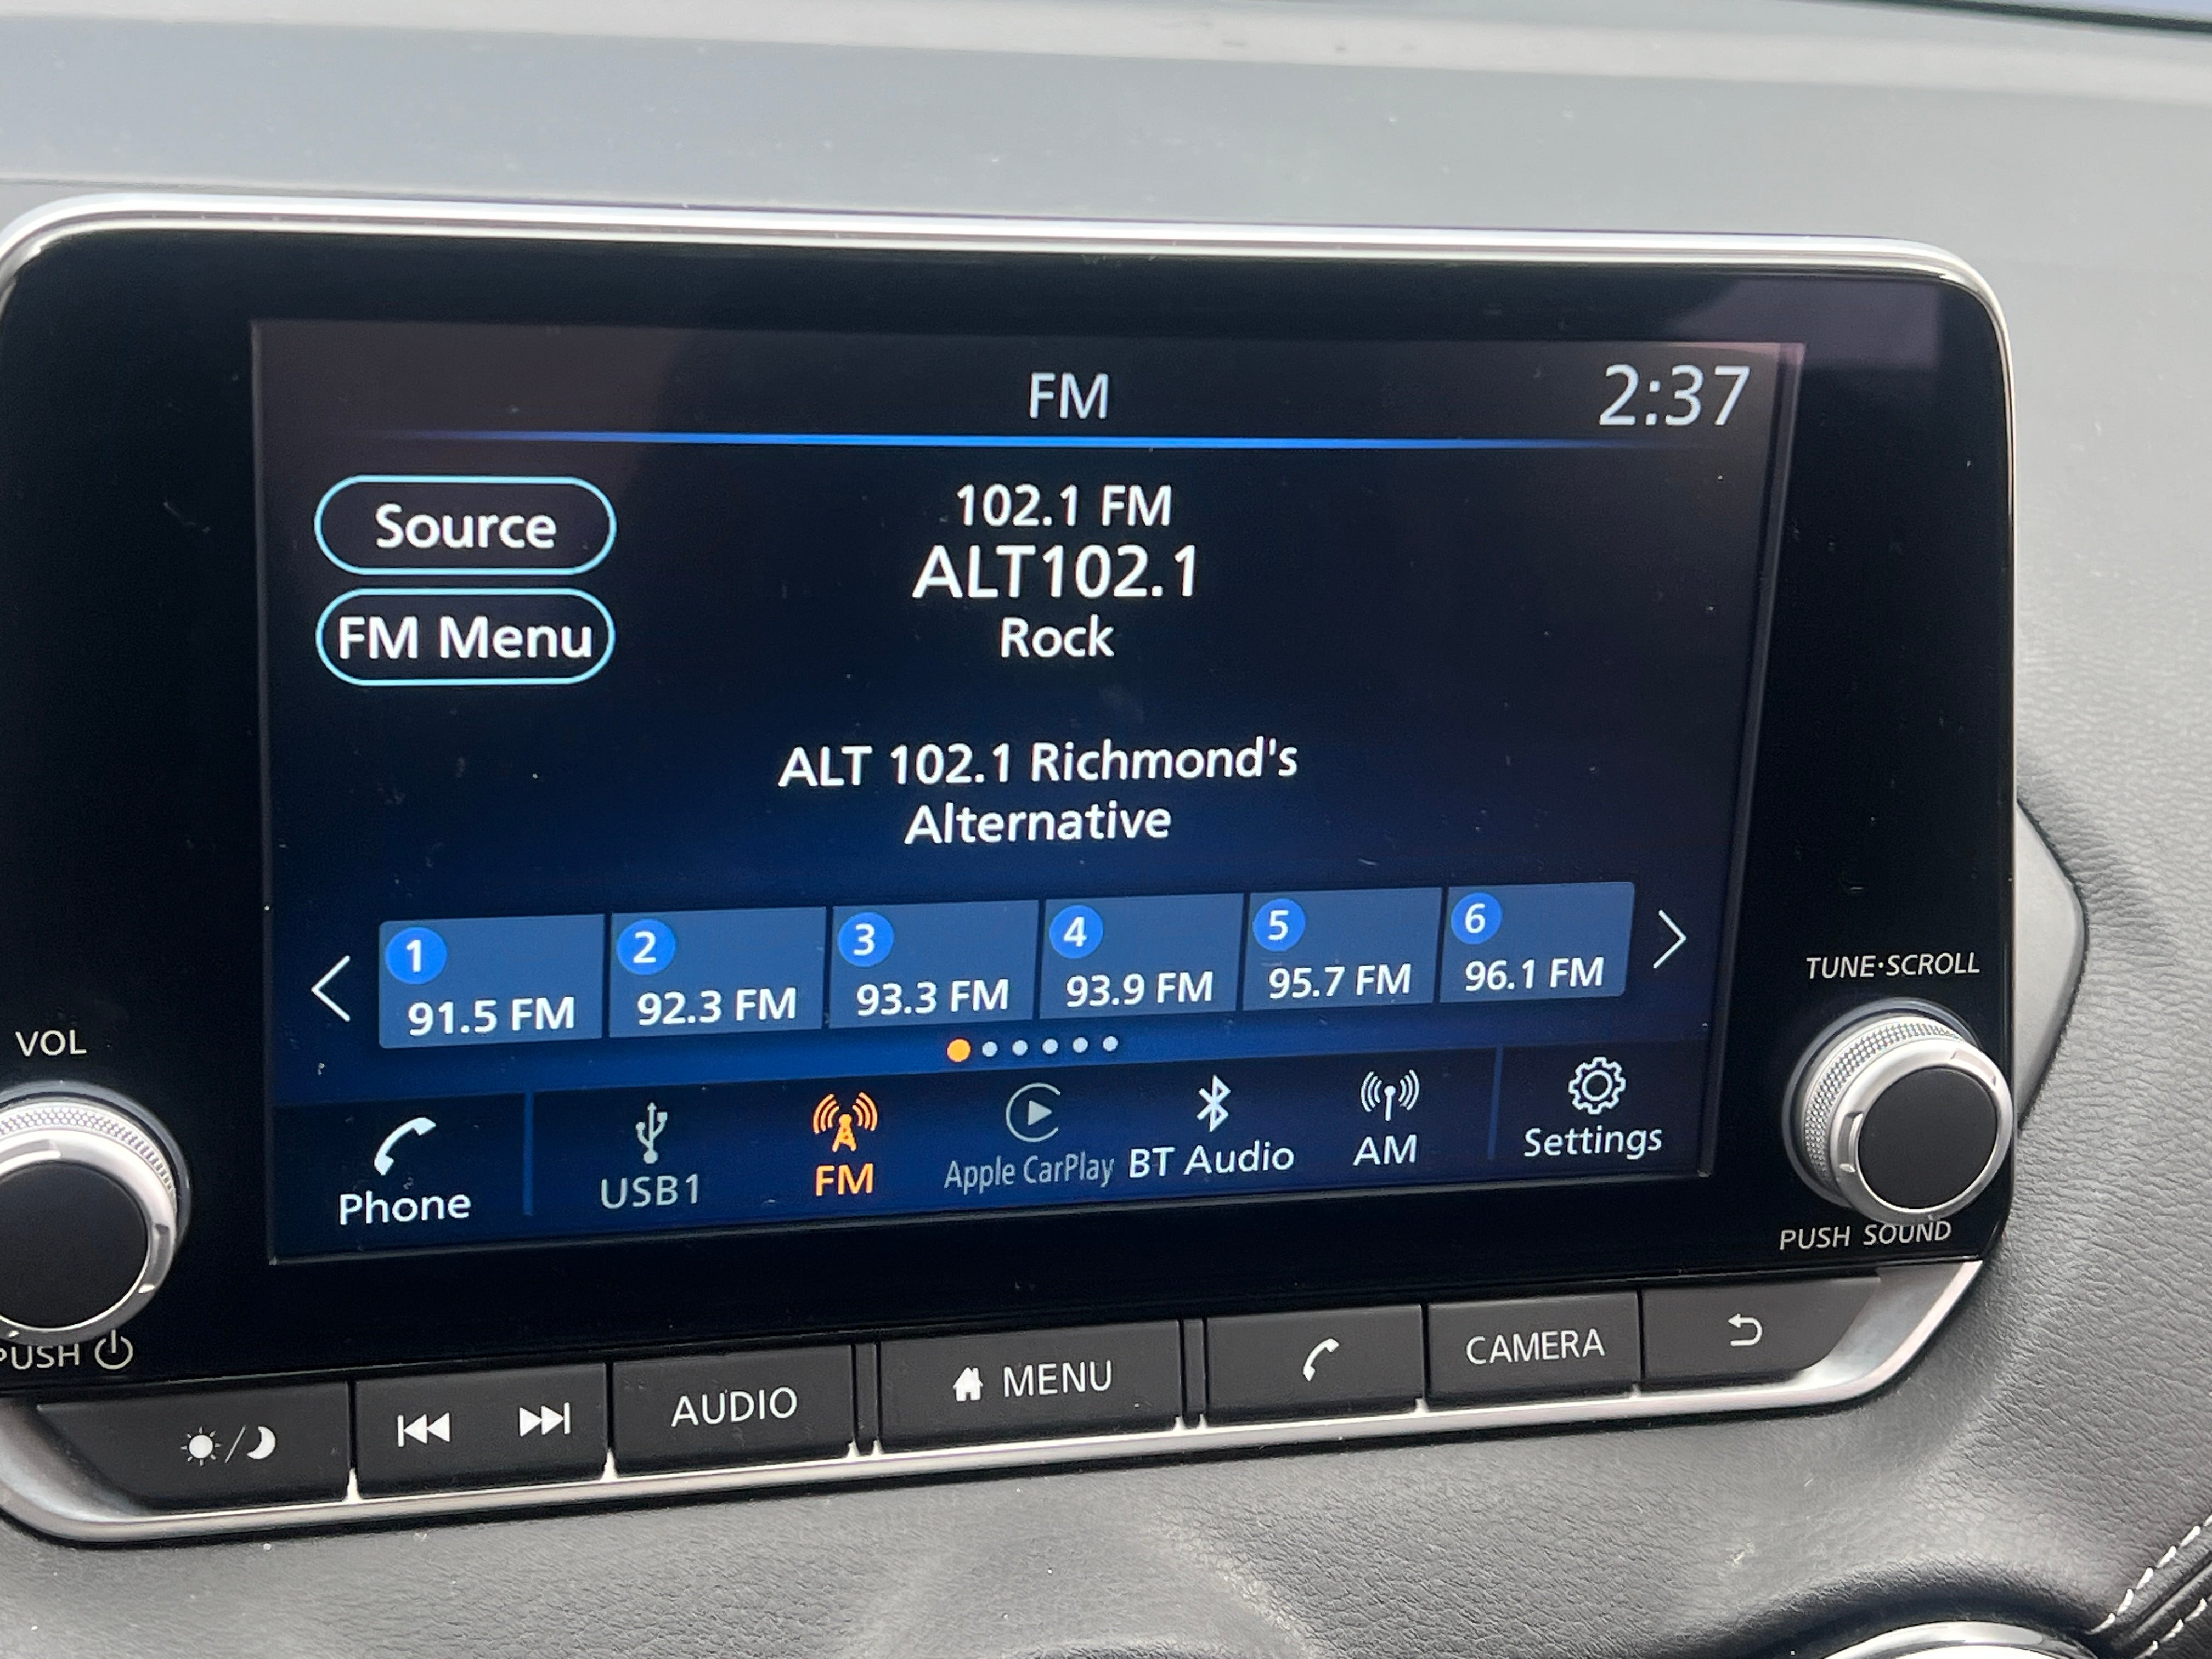 FM
2:37
Source
FM Menu
102.1 FM
ALT102.1
Rock
ALT 102.1 Richmond's
Alternative
1
91.5 FM
2
92.3 FM
3
93.3 FM
4
93.9 FM
5
95.7 FM
6
96.1 FM
Phone
USB1
FM
Apple CarPlay
BT Audio
AM
Settings
VOL
PUSH
TUNE·SCROLL
PUSH SOUND
AUDIO
MENU
CAMERA